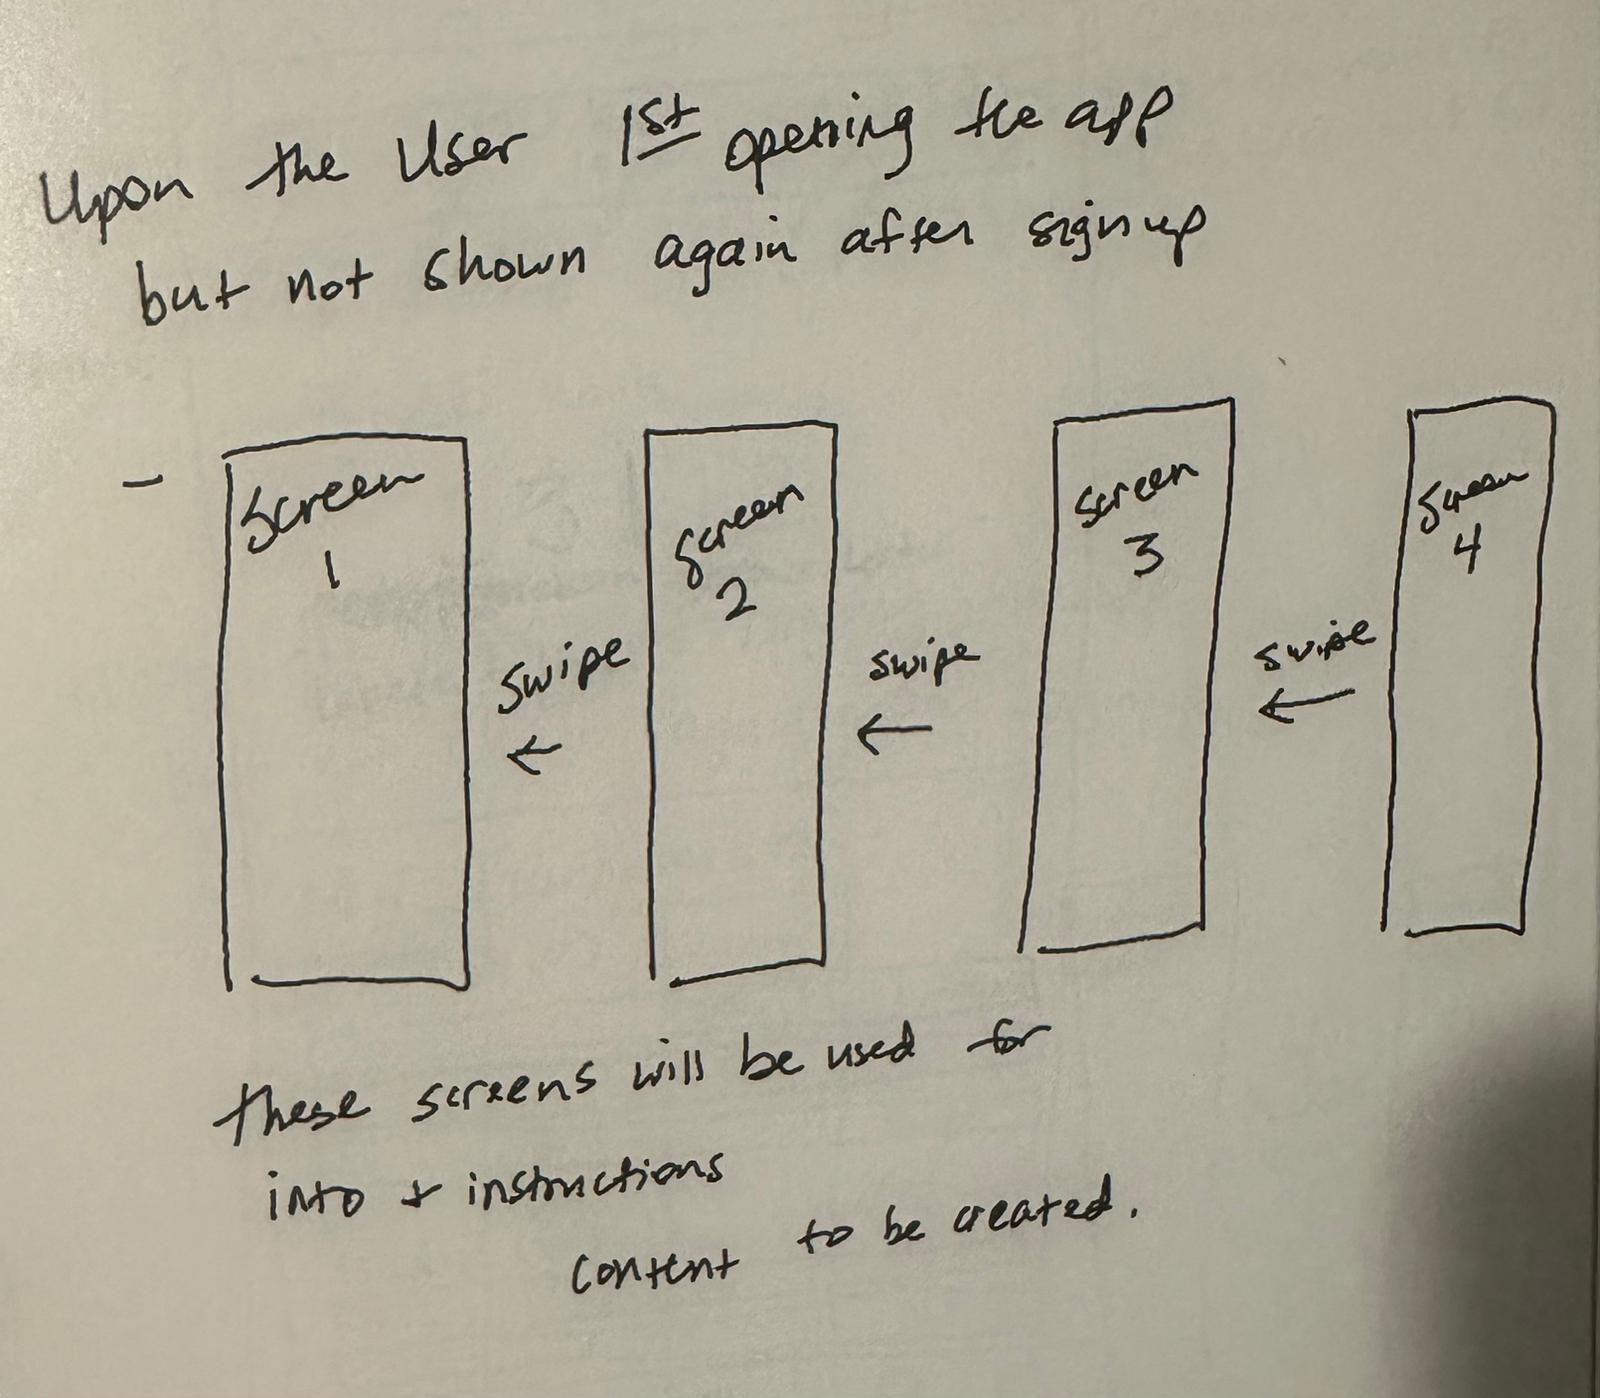 Upon the User 1st opening the app
but not shown again after signup
Screen
1
Screen
2
Screen
3
Screen
4
swipe
swipe
swipe
these screens will be used for
into + instructions
content to be created.